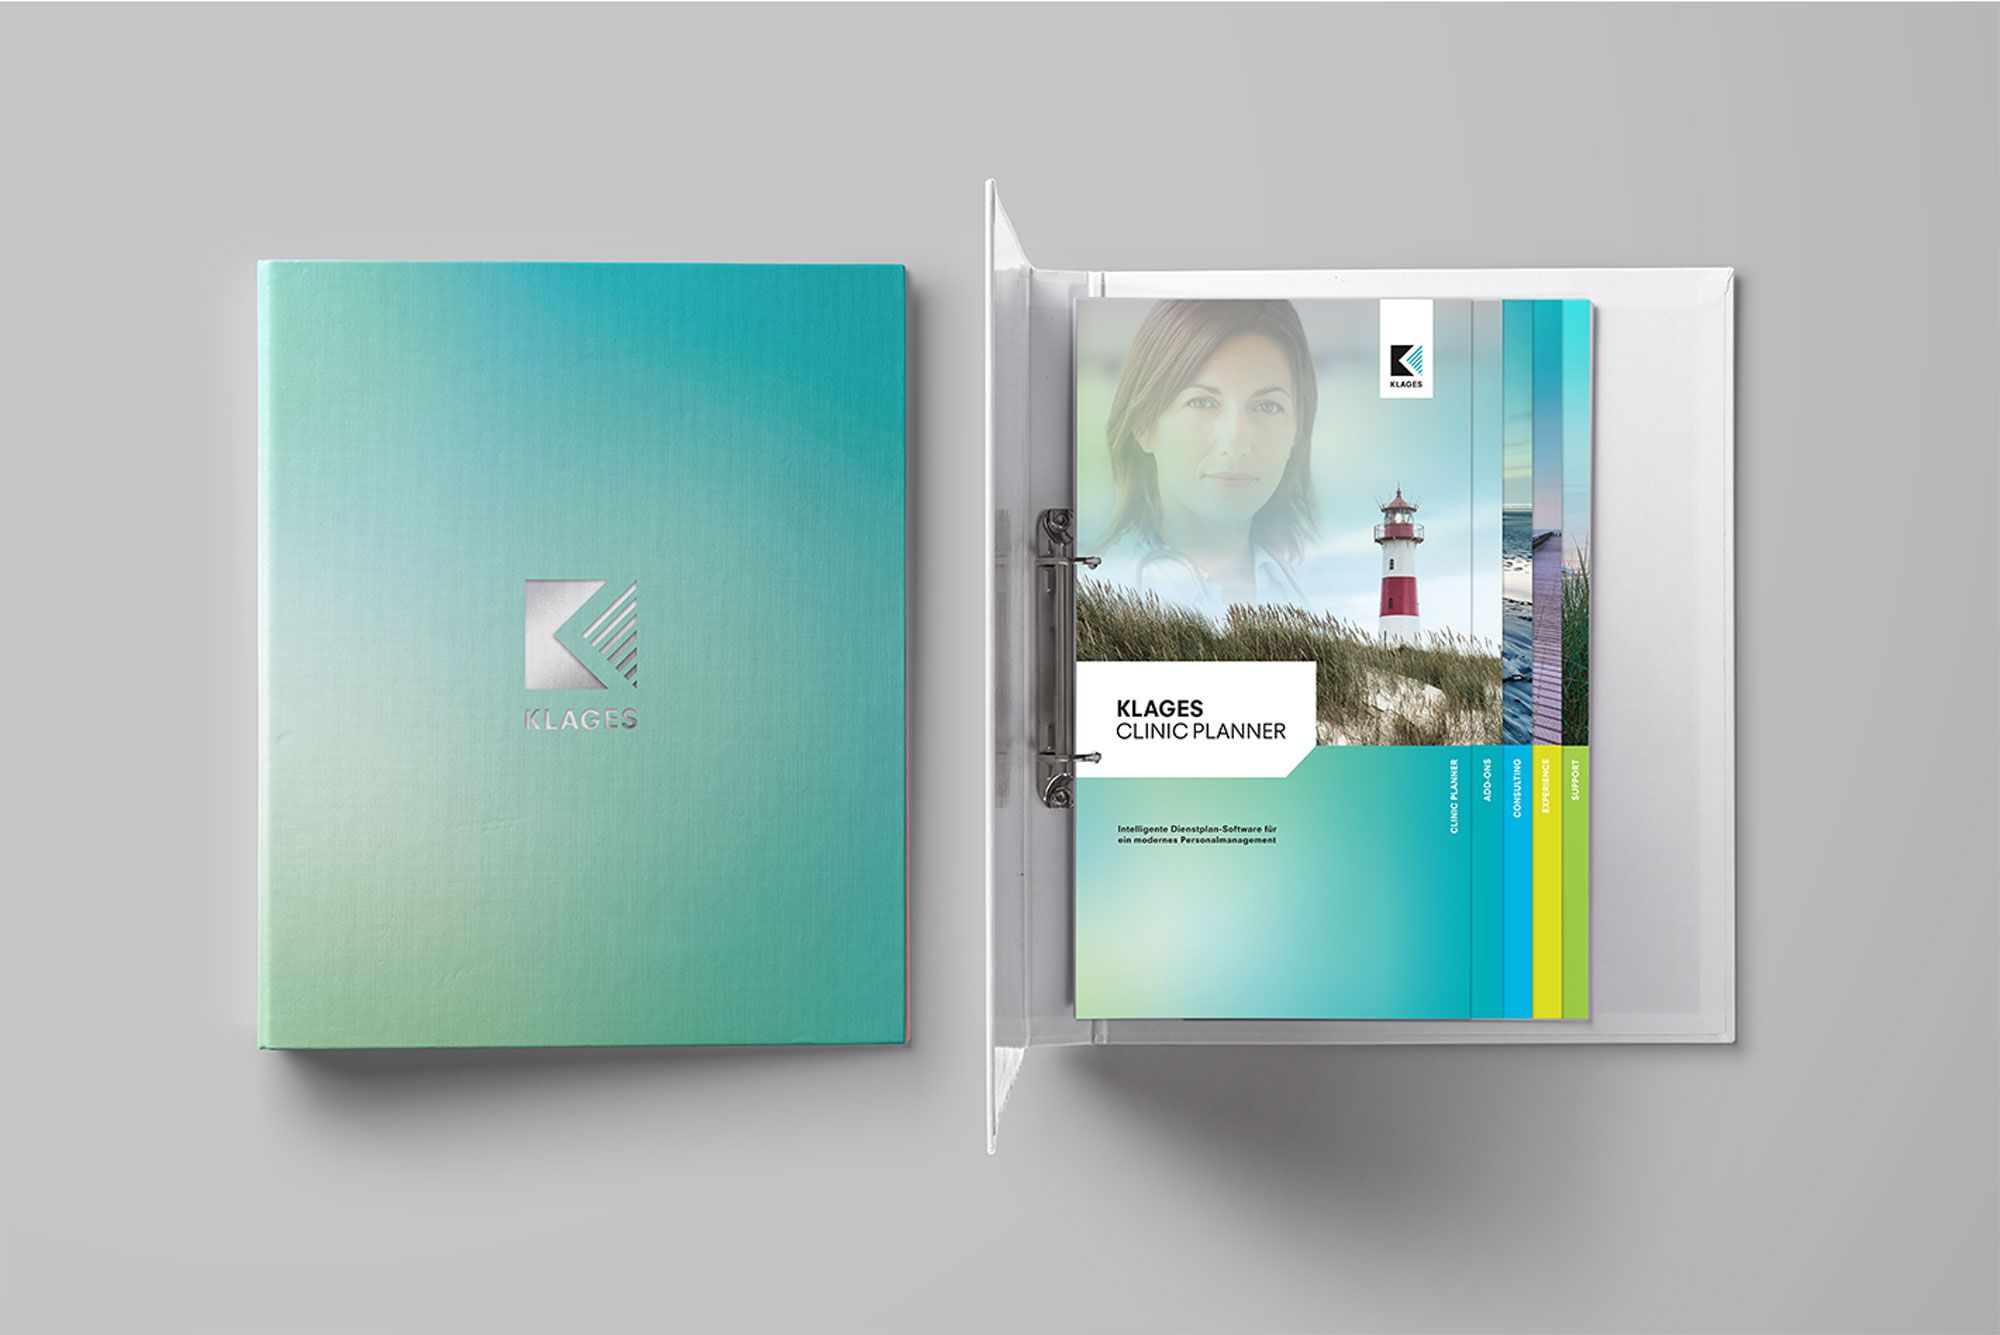 KLAGES
KLAGES
KLAGES
CLINIC PLANNER
Intelligente Dienstplan-Software für
ein modernes Personalmanagement
CLINIC PLANNER
ADD-ONS
CONSULTING
EXPERIENCE
SUPPORT